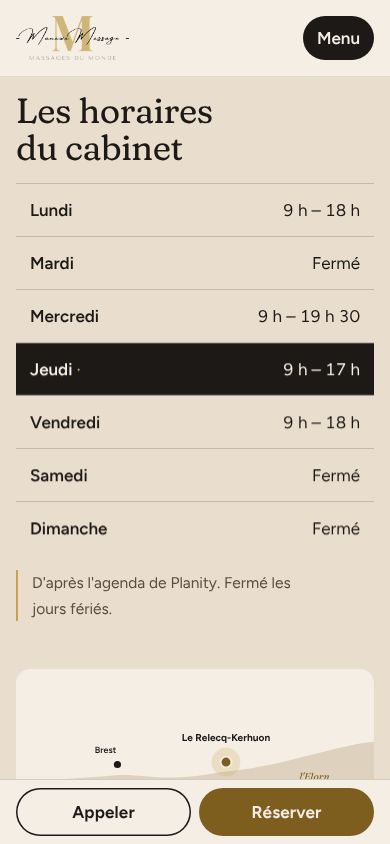 M
Manava Massage
MASSAGES DU MONDE
Menu
Les horaires
du cabinet
Lundi 9 h – 18 h
Mardi Fermé
Mercredi 9 h – 19 h 30
Jeudi · 9 h – 17 h
Vendredi 9 h – 18 h
Samedi Fermé
Dimanche Fermé
D'après l'agenda de Planity. Fermé les
jours fériés.
Le Relecq-Kerhuon
Brest
l'Elorn
Appeler Réserver